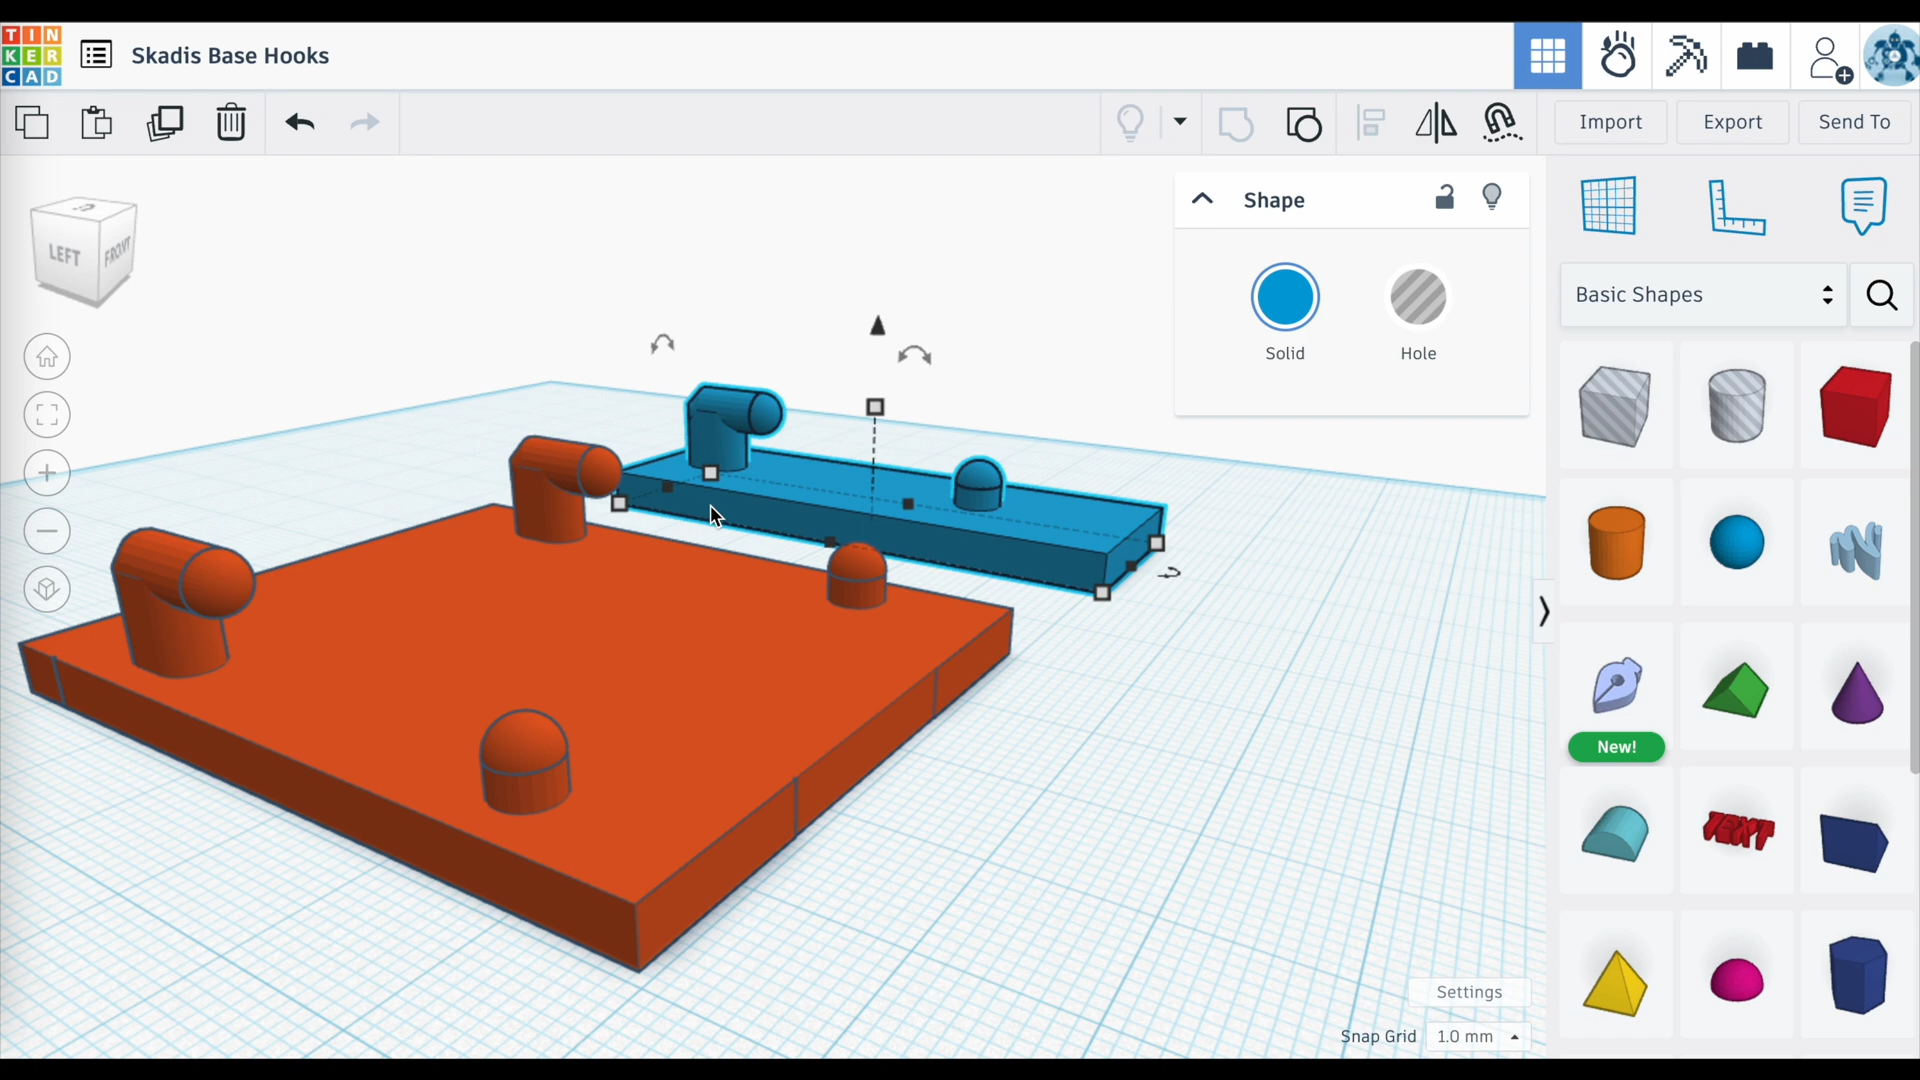 TIN
KER
CAD
Skadis Base Hooks
Import
Export
Send To
LEFT
FRONT
Shape
Solid
Hole
Basic Shapes
New!
TEXT
Settings
Snap Grid
1.0 mm